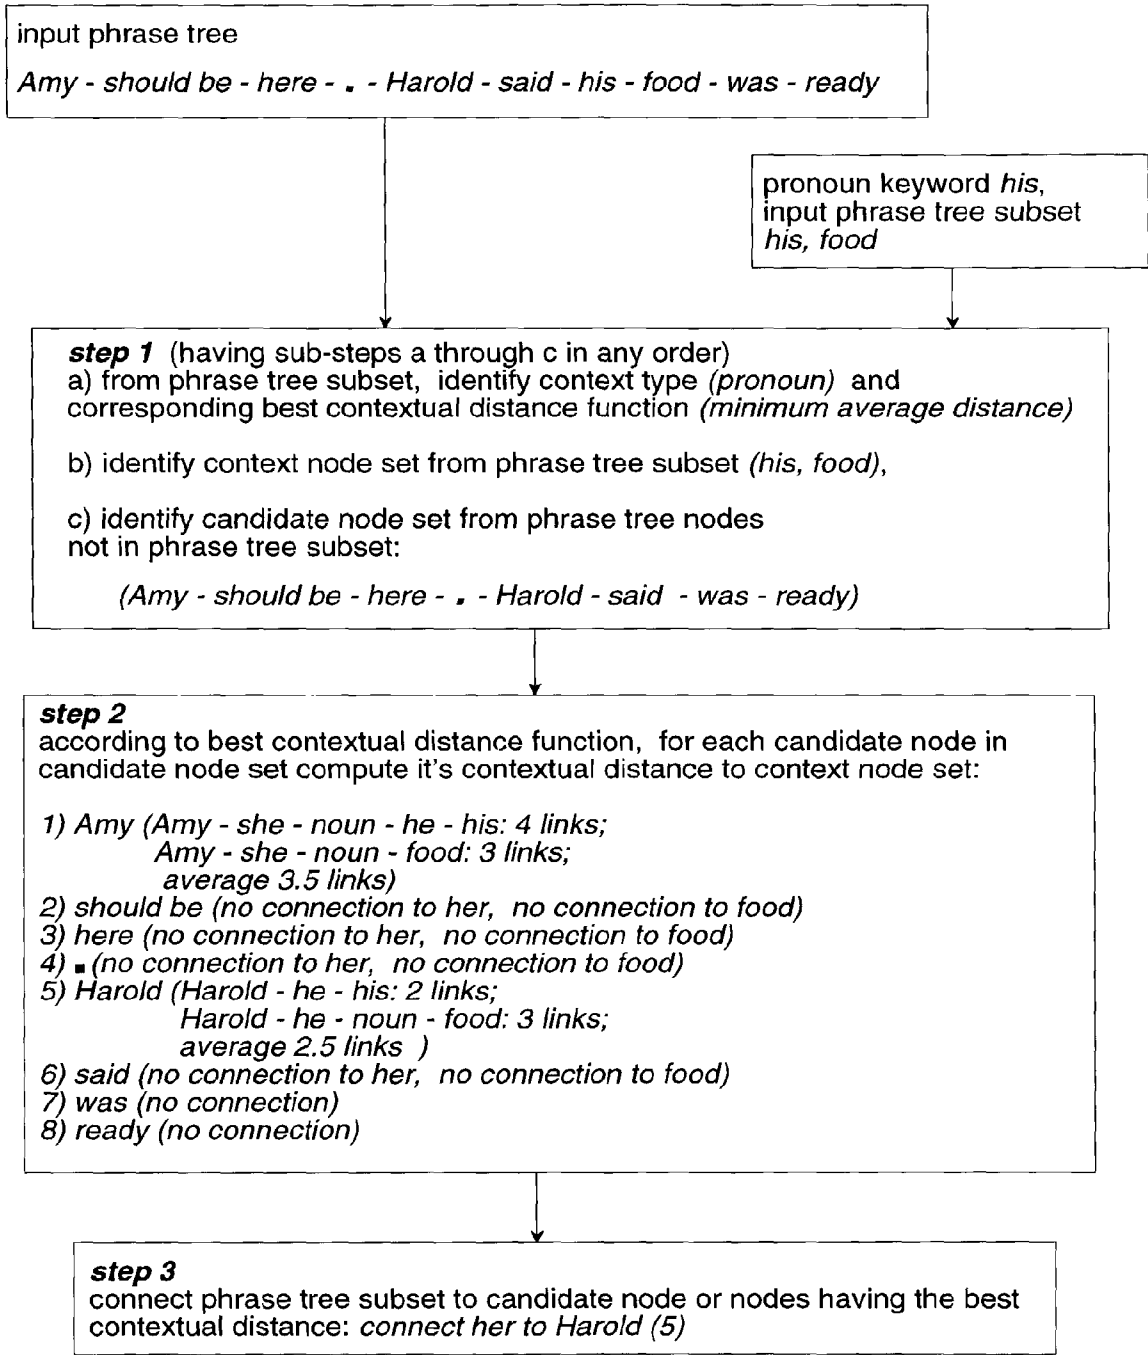 input phrase tree
Amy - should be - here - . - Harold - said - his - food - was - ready
pronoun keyword his,
input phrase tree subset
his, food
step 1 (having sub-steps a through c in any order)
a) from phrase tree subset, identify context type (pronoun) and
corresponding best contextual distance function (minimum average distance)
b) identify context node set from phrase tree subset (his, food),
c) identify candidate node set from phrase tree nodes
not in phrase tree subset:
(Amy - should be - here - . - Harold - said - was - ready)
step 2
according to best contextual distance function, for each candidate node in
candidate node set compute it's contextual distance to context node set:
1) Amy (Amy - she - noun - he - his: 4 links;
Amy - she - noun - food: 3 links;
average 3.5 links)
2) should be (no connection to her, no connection to food)
3) here (no connection to her, no connection to food)
4) . (no connection to her, no connection to food)
5) Harold (Harold - he - his: 2 links;
Harold - he - noun - food: 3 links;
average 2.5 links )
6) said (no connection to her, no connection to food)
7) was (no connection)
8) ready (no connection)
step 3
connect phrase tree subset to candidate node or nodes having the best
contextual distance: connect her to Harold (5)